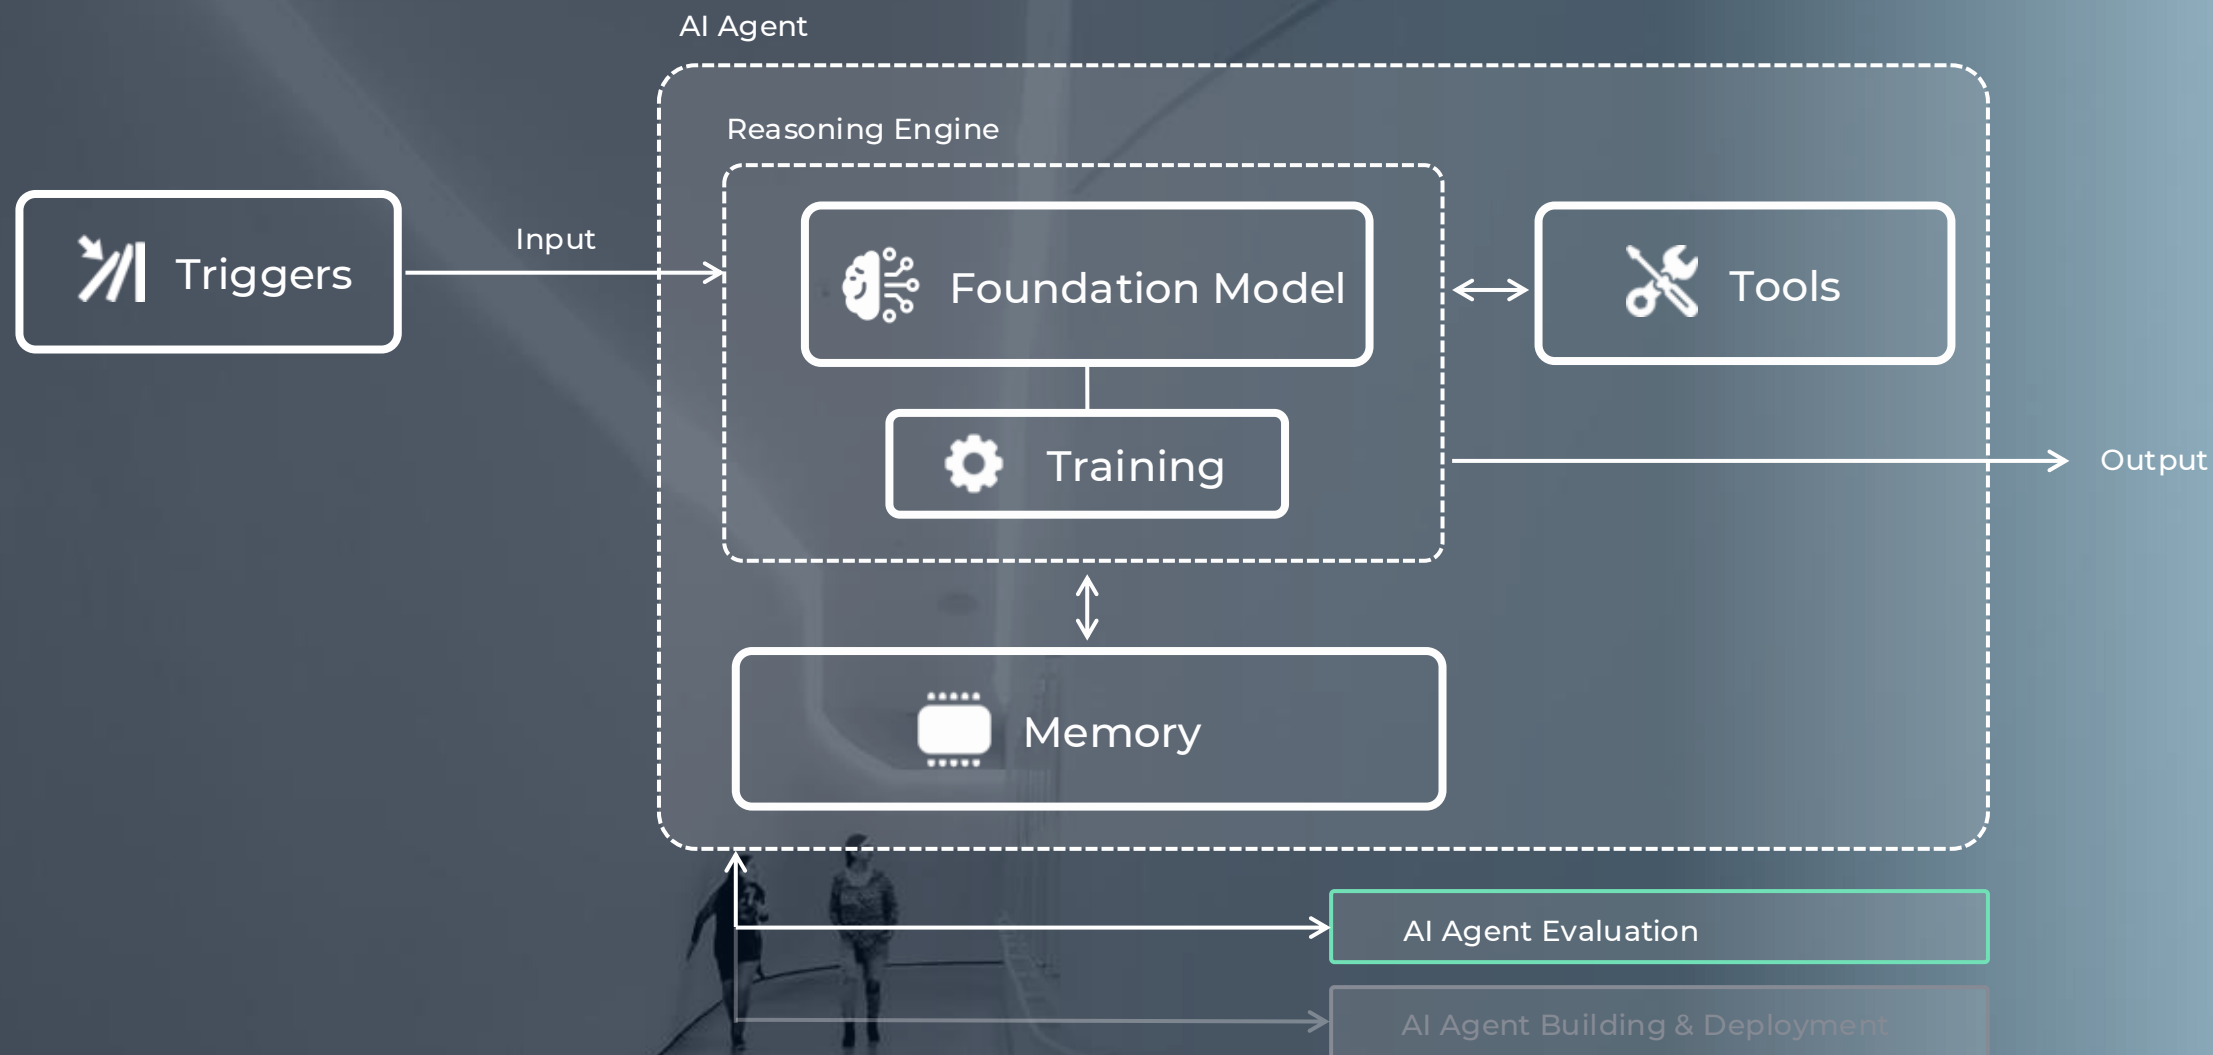 AI Agent
Reasoning Engine
Triggers
Input
Foundation Model
Tools
Training
Output
Memory
AI Agent Evaluation
AI Agent Building & Deployment